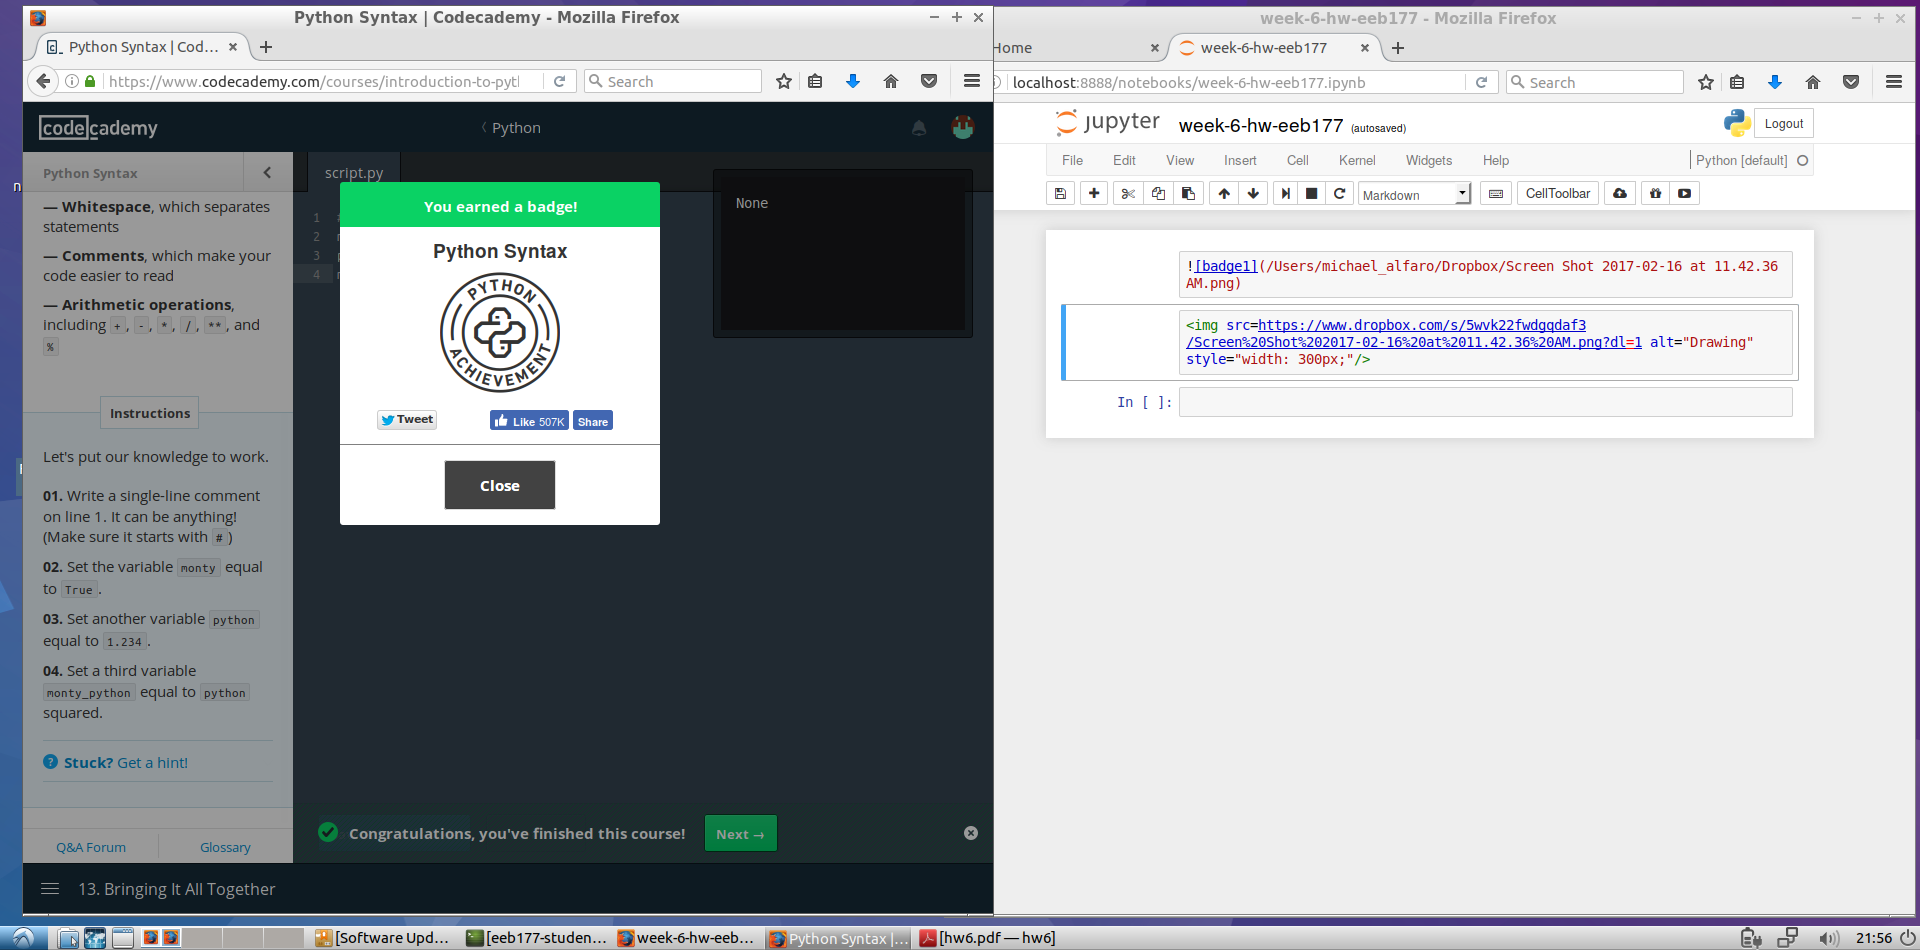 Python Syntax | Codecademy - Mozilla Firefox
Python Syntax | Cod...
https://www.codecademy.com/courses/introduction-to-pyt
Search
codecademy
Python
Python Syntax
script.py
— Whitespace, which separates
statements
— Comments, which make your
code easier to read
— Arithmetic operations,
including + , - , * , / , ** , and
%
Instructions
Let's put our knowledge to work.
01. Write a single-line comment
on line 1. It can be anything!
(Make sure it starts with # )
02. Set the variable monty equal
to True .
03. Set another variable python
equal to 1.234 .
04. Set a third variable
monty_python equal to python
squared.
? Stuck? Get a hint!
Q&A Forum
Glossary
13. Bringing It All Together
1
2
3
4
None
You earned a badge!
Python Syntax
PYTHON
ACHIEVEMENT
Tweet
Like 507K
Share
Close
Congratulations, you've finished this course!
Next →
week-6-hw-eeb177 - Mozilla Firefox
Home
week-6-hw-eeb177
localhost:8888/notebooks/week-6-hw-eeb177.ipynb
Search
jupyter
week-6-hw-eeb177 (autosaved)
Logout
File Edit View Insert Cell Kernel Widgets Help
Python [default]
Markdown
CellToolbar
![badge1](/Users/michael_alfaro/Dropbox/Screen Shot 2017-02-16 at 11.42.36
AM.png)
<img src=https://www.dropbox.com/s/5wvk22fwdgqdaf3
/Screen%20Shot%202017-02-16%20at%2011.42.36%20AM.png?dl=1 alt="Drawing"
style="width: 300px;"/>
In [ ]:
[Software Upd...
[eeb177-studen...
week-6-hw-eeb...
Python Syntax |...
[hw6.pdf — hw6]
21:56